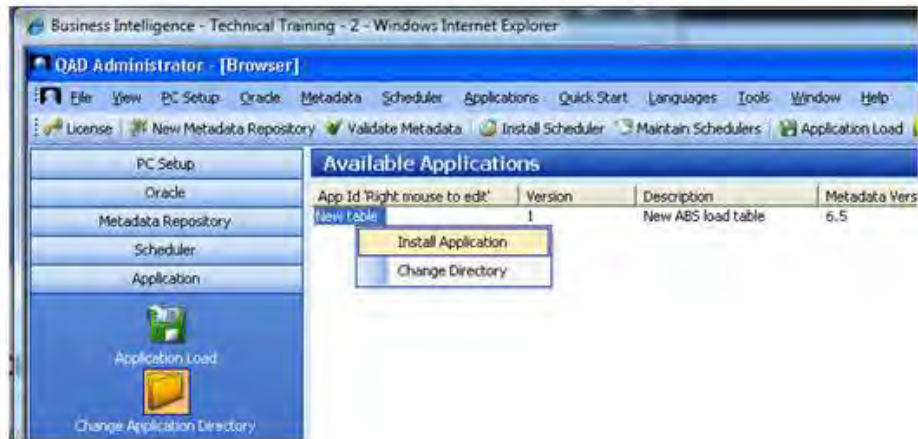 Business Intelligence - Technical Training - 2 - Windows Internet Explorer
QAD Administrator - [Browser]
File View PC Setup Oracle Metadata Scheduler Applications Quick Start Languages Tools Window Help
License New Metadata Repository Validate Metadata Install Scheduler Maintain Schedulers Application Load
PC Setup
Oracle
Metadata Repository
Scheduler
Application
Application Load
Change Application Directory
Available Applications
App Id 'Right mouse to edit' Version Description Metadata Vers
New table 1 New ABS load table 6.5
Install Application
Change Directory